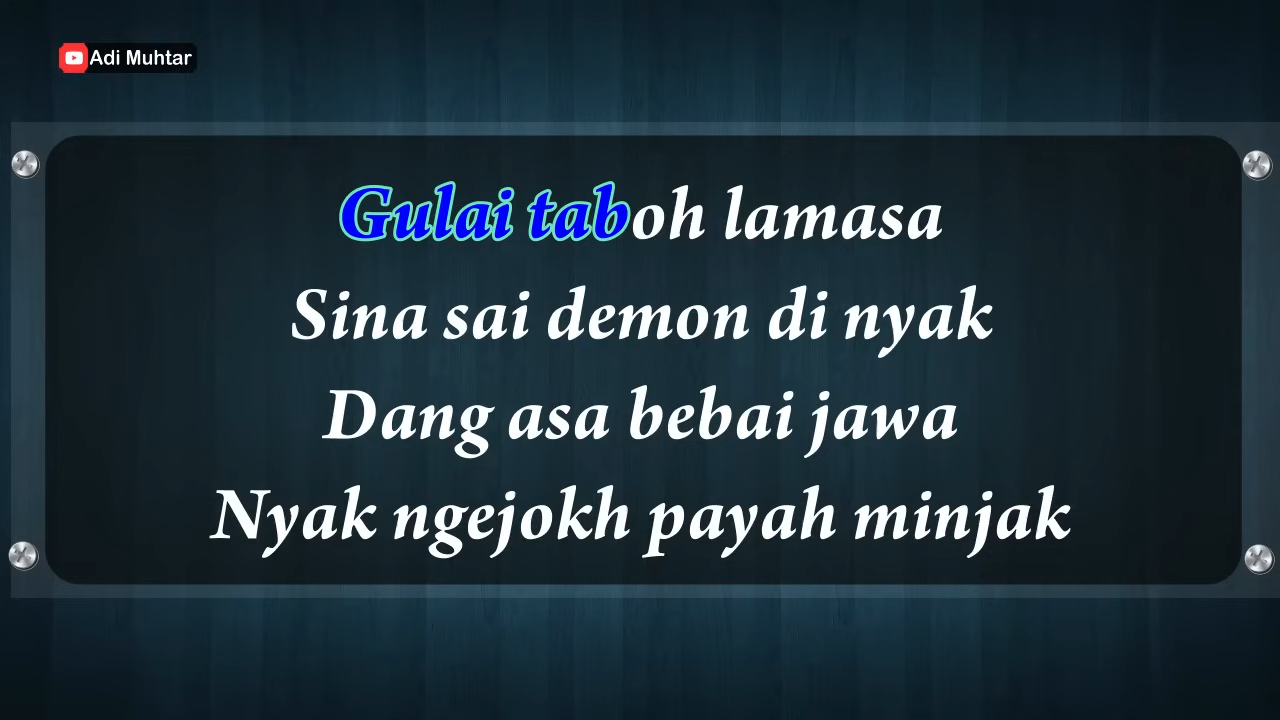 Adi Muhtar
Gulai taboh lamasa
Sina sai demon di nyak
Dang asa bebai jawa
Nyak ngejokh payah minjak